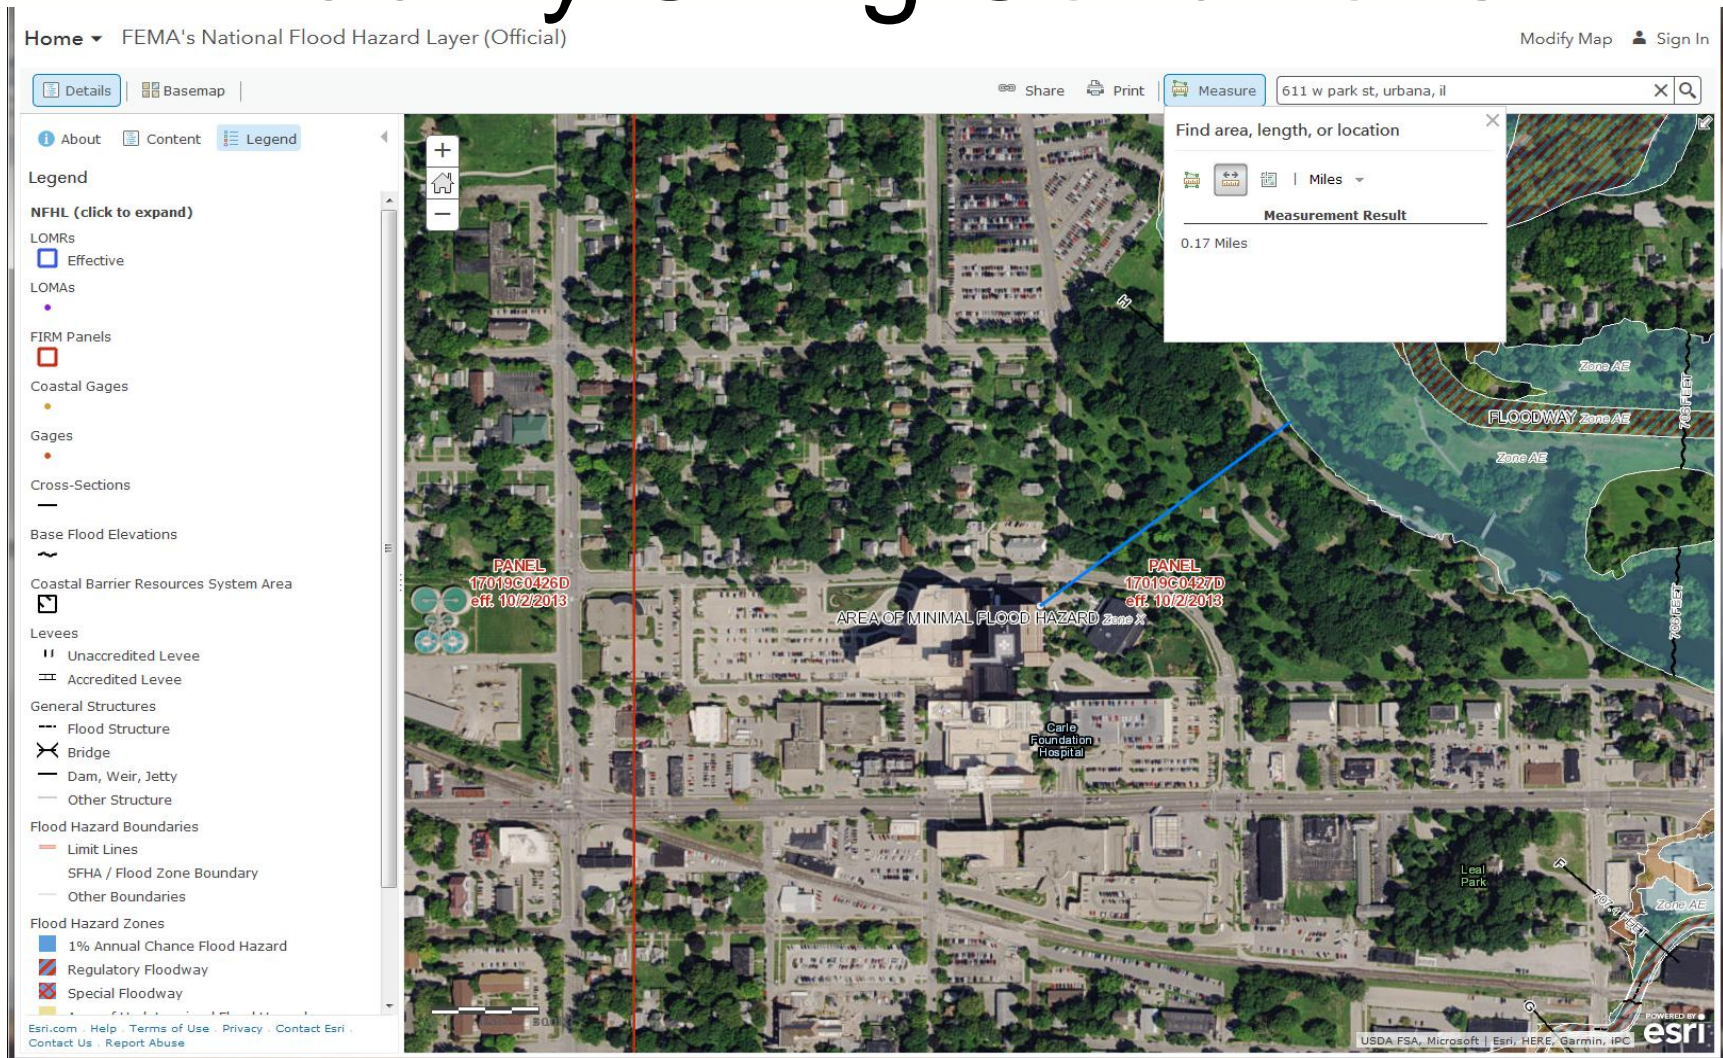 Home FEMA's National Flood Hazard Layer (Official)
Modify Map Sign In
Details Basemap
Share Print Measure 611 w park st, urbana, il
About Content Legend
Legend
NFHL (click to expand)
LOMRs
Effective
LOMAs
FIRM Panels
Coastal Gages
Gages
Cross-Sections
Base Flood Elevations
Coastal Barrier Resources System Area
Levees
Unaccredited Levee
Accredited Levee
General Structures
Flood Structure
Bridge
Dam, Weir, Jetty
Other Structure
Flood Hazard Boundaries
Limit Lines
SFHA / Flood Zone Boundary
Other Boundaries
Flood Hazard Zones
1% Annual Chance Flood Hazard
Regulatory Floodway
Special Floodway
Esri.com . Help . Terms of Use . Privacy . Contact Esri .
Contact Us . Report Abuse
Find area, length, or location
Miles
Measurement Result
0.17 Miles
H
Zone AE
FLOODWAY Zone AE
Zone AE
706 FEET
PANEL
17019C0426D
eff. 10/2/2013
PANEL
17019C0427D
eff. 10/2/2013
AREA OF MINIMAL FLOOD HAZARD Zone X
706 FEET
Carle
Foundation
Hospital
Leal
Park
F
707.4 FEET
Zone AE
G
POWERED BY
esri
USDA FSA, Microsoft | Esri, HERE, Garmin, iPC